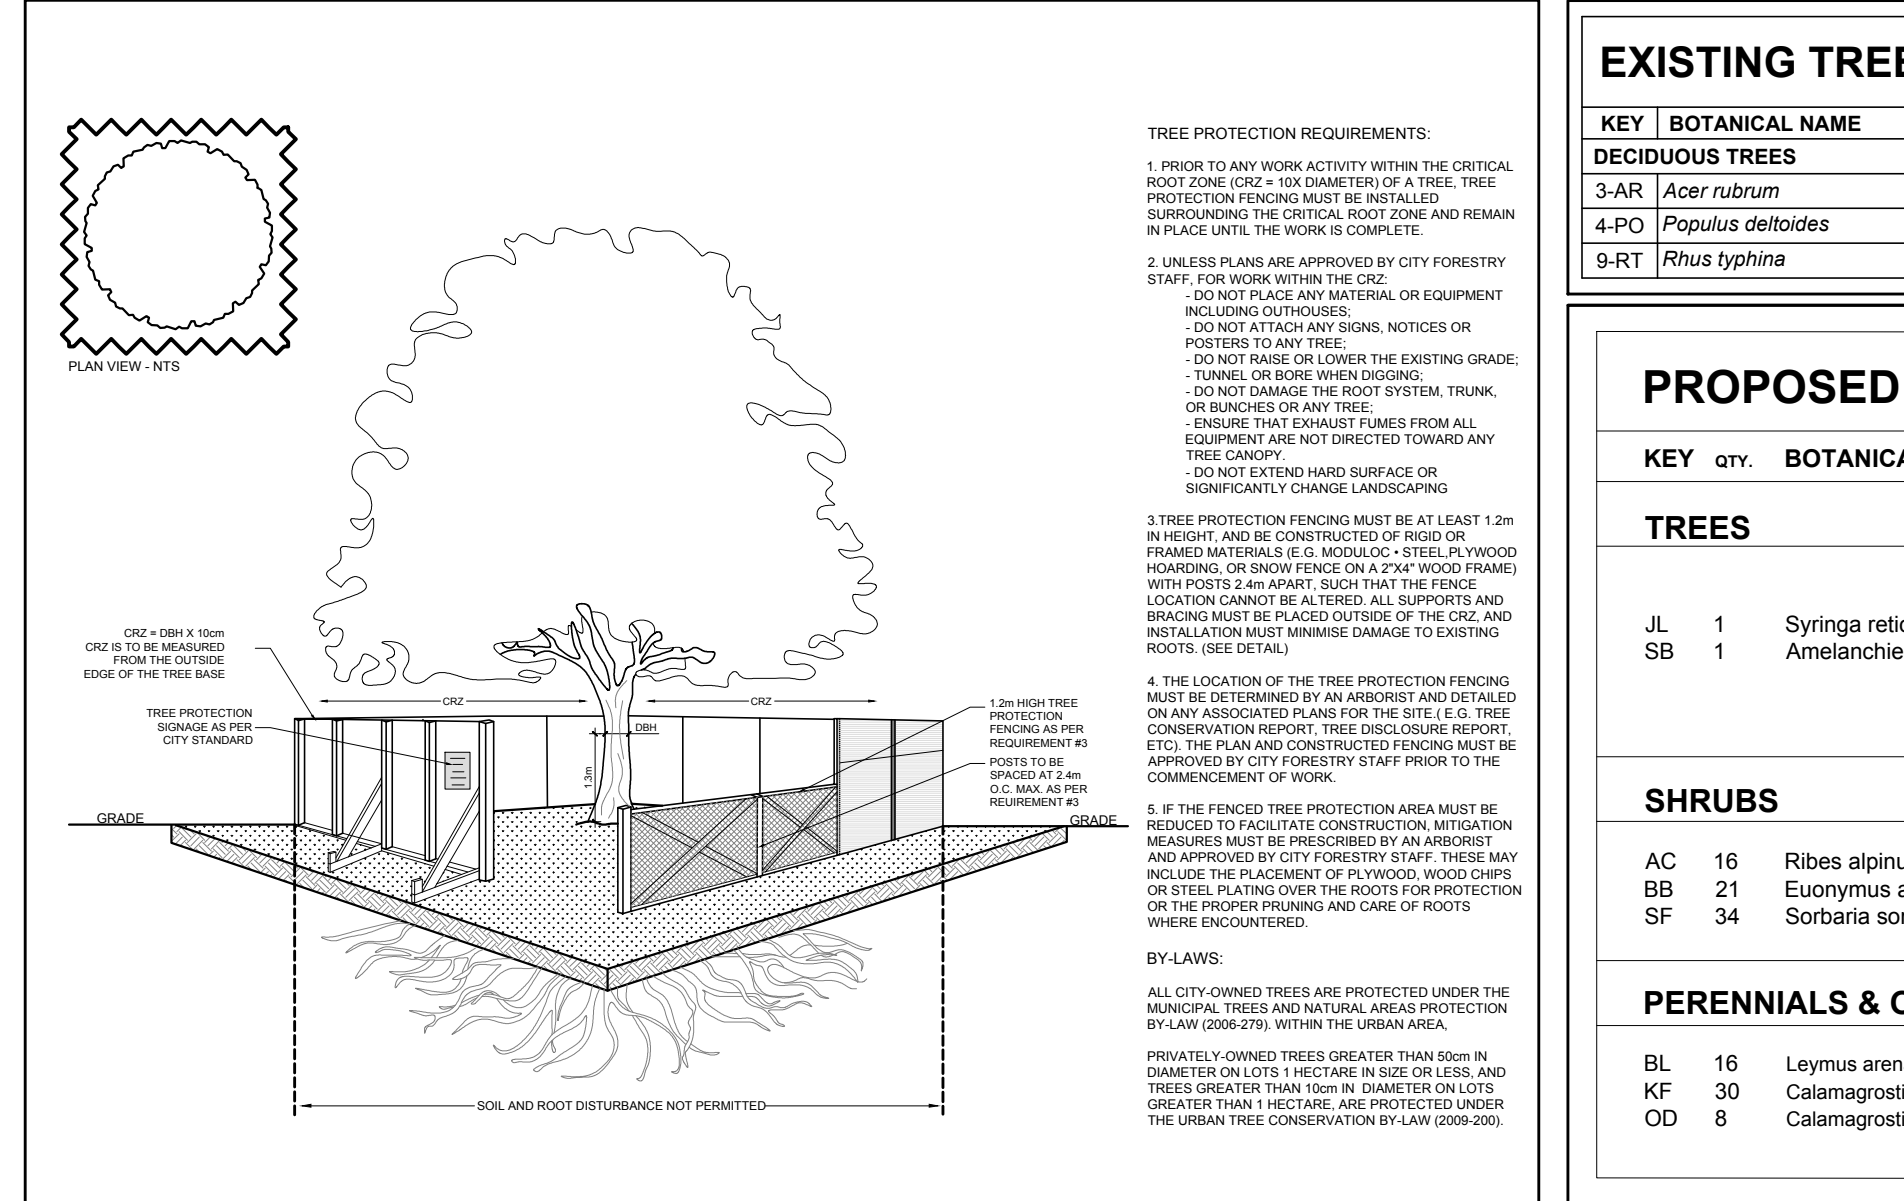 PLAN VIEW - NTS
CRZ = DBH X 10cm
CRZ IS TO BE MEASURED
FROM THE OUTSIDE
EDGE OF THE TREE BASE
TREE PROTECTION
SIGNAGE AS PER
CITY STANDARD
CRZ
CRZ
DBH
1.3m
1.2m HIGH TREE
PROTECTION
FENCING AS PER
REQUIREMENT #3
POSTS TO BE
SPACED AT 2.4m
O.C. MAX. AS PER
REUIREMENT #3
GRADE
GRADE
SOIL AND ROOT DISTURBANCE NOT PERMITTED
TREE PROTECTION REQUIREMENTS:
1. PRIOR TO ANY WORK ACTIVITY WITHIN THE CRITICAL
ROOT ZONE (CRZ = 10X DIAMETER) OF A TREE, TREE
PROTECTION FENCING MUST BE INSTALLED
SURROUNDING THE CRITICAL ROOT ZONE AND REMAIN
IN PLACE UNTIL THE WORK IS COMPLETE.
2. UNLESS PLANS ARE APPROVED BY CITY FORESTRY
STAFF, FOR WORK WITHIN THE CRZ:
- DO NOT PLACE ANY MATERIAL OR EQUIPMENT
INCLUDING OUTHOUSES;
- DO NOT ATTACH ANY SIGNS, NOTICES OR
POSTERS TO ANY TREE;
- DO NOT RAISE OR LOWER THE EXISTING GRADE;
- TUNNEL OR BORE WHEN DIGGING;
- DO NOT DAMAGE THE ROOT SYSTEM, TRUNK,
OR BUNCHES OR ANY TREE;
- ENSURE THAT EXHAUST FUMES FROM ALL
EQUIPMENT ARE NOT DIRECTED TOWARD ANY
TREE CANOPY.
- DO NOT EXTEND HARD SURFACE OR
SIGNIFICANTLY CHANGE LANDSCAPING
3.TREE PROTECTION FENCING MUST BE AT LEAST 1.2m
IN HEIGHT, AND BE CONSTRUCTED OF RIGID OR
FRAMED MATERIALS (E.G. MODULOC • STEEL,PLYWOOD
HOARDING, OR SNOW FENCE ON A 2"X4" WOOD FRAME)
WITH POSTS 2.4m APART, SUCH THAT THE FENCE
LOCATION CANNOT BE ALTERED. ALL SUPPORTS AND
BRACING MUST BE PLACED OUTSIDE OF THE CRZ, AND
INSTALLATION MUST MINIMISE DAMAGE TO EXISTING
ROOTS. (SEE DETAIL)
4. THE LOCATION OF THE TREE PROTECTION FENCING
MUST BE DETERMINED BY AN ARBORIST AND DETAILED
ON ANY ASSOCIATED PLANS FOR THE SITE.( E.G. TREE
CONSERVATION REPORT, TREE DISCLOSURE REPORT,
ETC). THE PLAN AND CONSTRUCTED FENCING MUST BE
APPROVED BY CITY FORESTRY STAFF PRIOR TO THE
COMMENCEMENT OF WORK.
5. IF THE FENCED TREE PROTECTION AREA MUST BE
REDUCED TO FACILITATE CONSTRUCTION, MITIGATION
MEASURES MUST BE PRESCRIBED BY AN ARBORIST
AND APPROVED BY CITY FORESTRY STAFF. THESE MAY
INCLUDE THE PLACEMENT OF PLYWOOD, WOOD CHIPS
OR STEEL PLATING OVER THE ROOTS FOR PROTECTION
OR THE PROPER PRUNING AND CARE OF ROOTS
WHERE ENCOUNTERED.
BY-LAWS:
ALL CITY-OWNED TREES ARE PROTECTED UNDER THE
MUNICIPAL TREES AND NATURAL AREAS PROTECTION
BY-LAW (2006-279). WITHIN THE URBAN AREA,
PRIVATELY-OWNED TREES GREATER THAN 50cm IN
DIAMETER ON LOTS 1 HECTARE IN SIZE OR LESS, AND
TREES GREATER THAN 10cm IN DIAMETER ON LOTS
GREATER THAN 1 HECTARE, ARE PROTECTED UNDER
THE URBAN TREE CONSERVATION BY-LAW (2009-200).
EXISTING TREE
KEY BOTANICAL NAME
DECIDUOUS TREES
3-AR Acer rubrum
4-PO Populus deltoides
9-RT Rhus typhina
PROPOSED
KEY QTY. BOTANICA
TREES
JL 1 Syringa retic
SB 1 Amelanchie
SHRUBS
AC 16 Ribes alpinu
BB 21 Euonymus a
SF 34 Sorbaria sor
PERENNIALS &
BL 16 Leymus aren
KF 30 Calamagrosti
OD 8 Calamagrosti